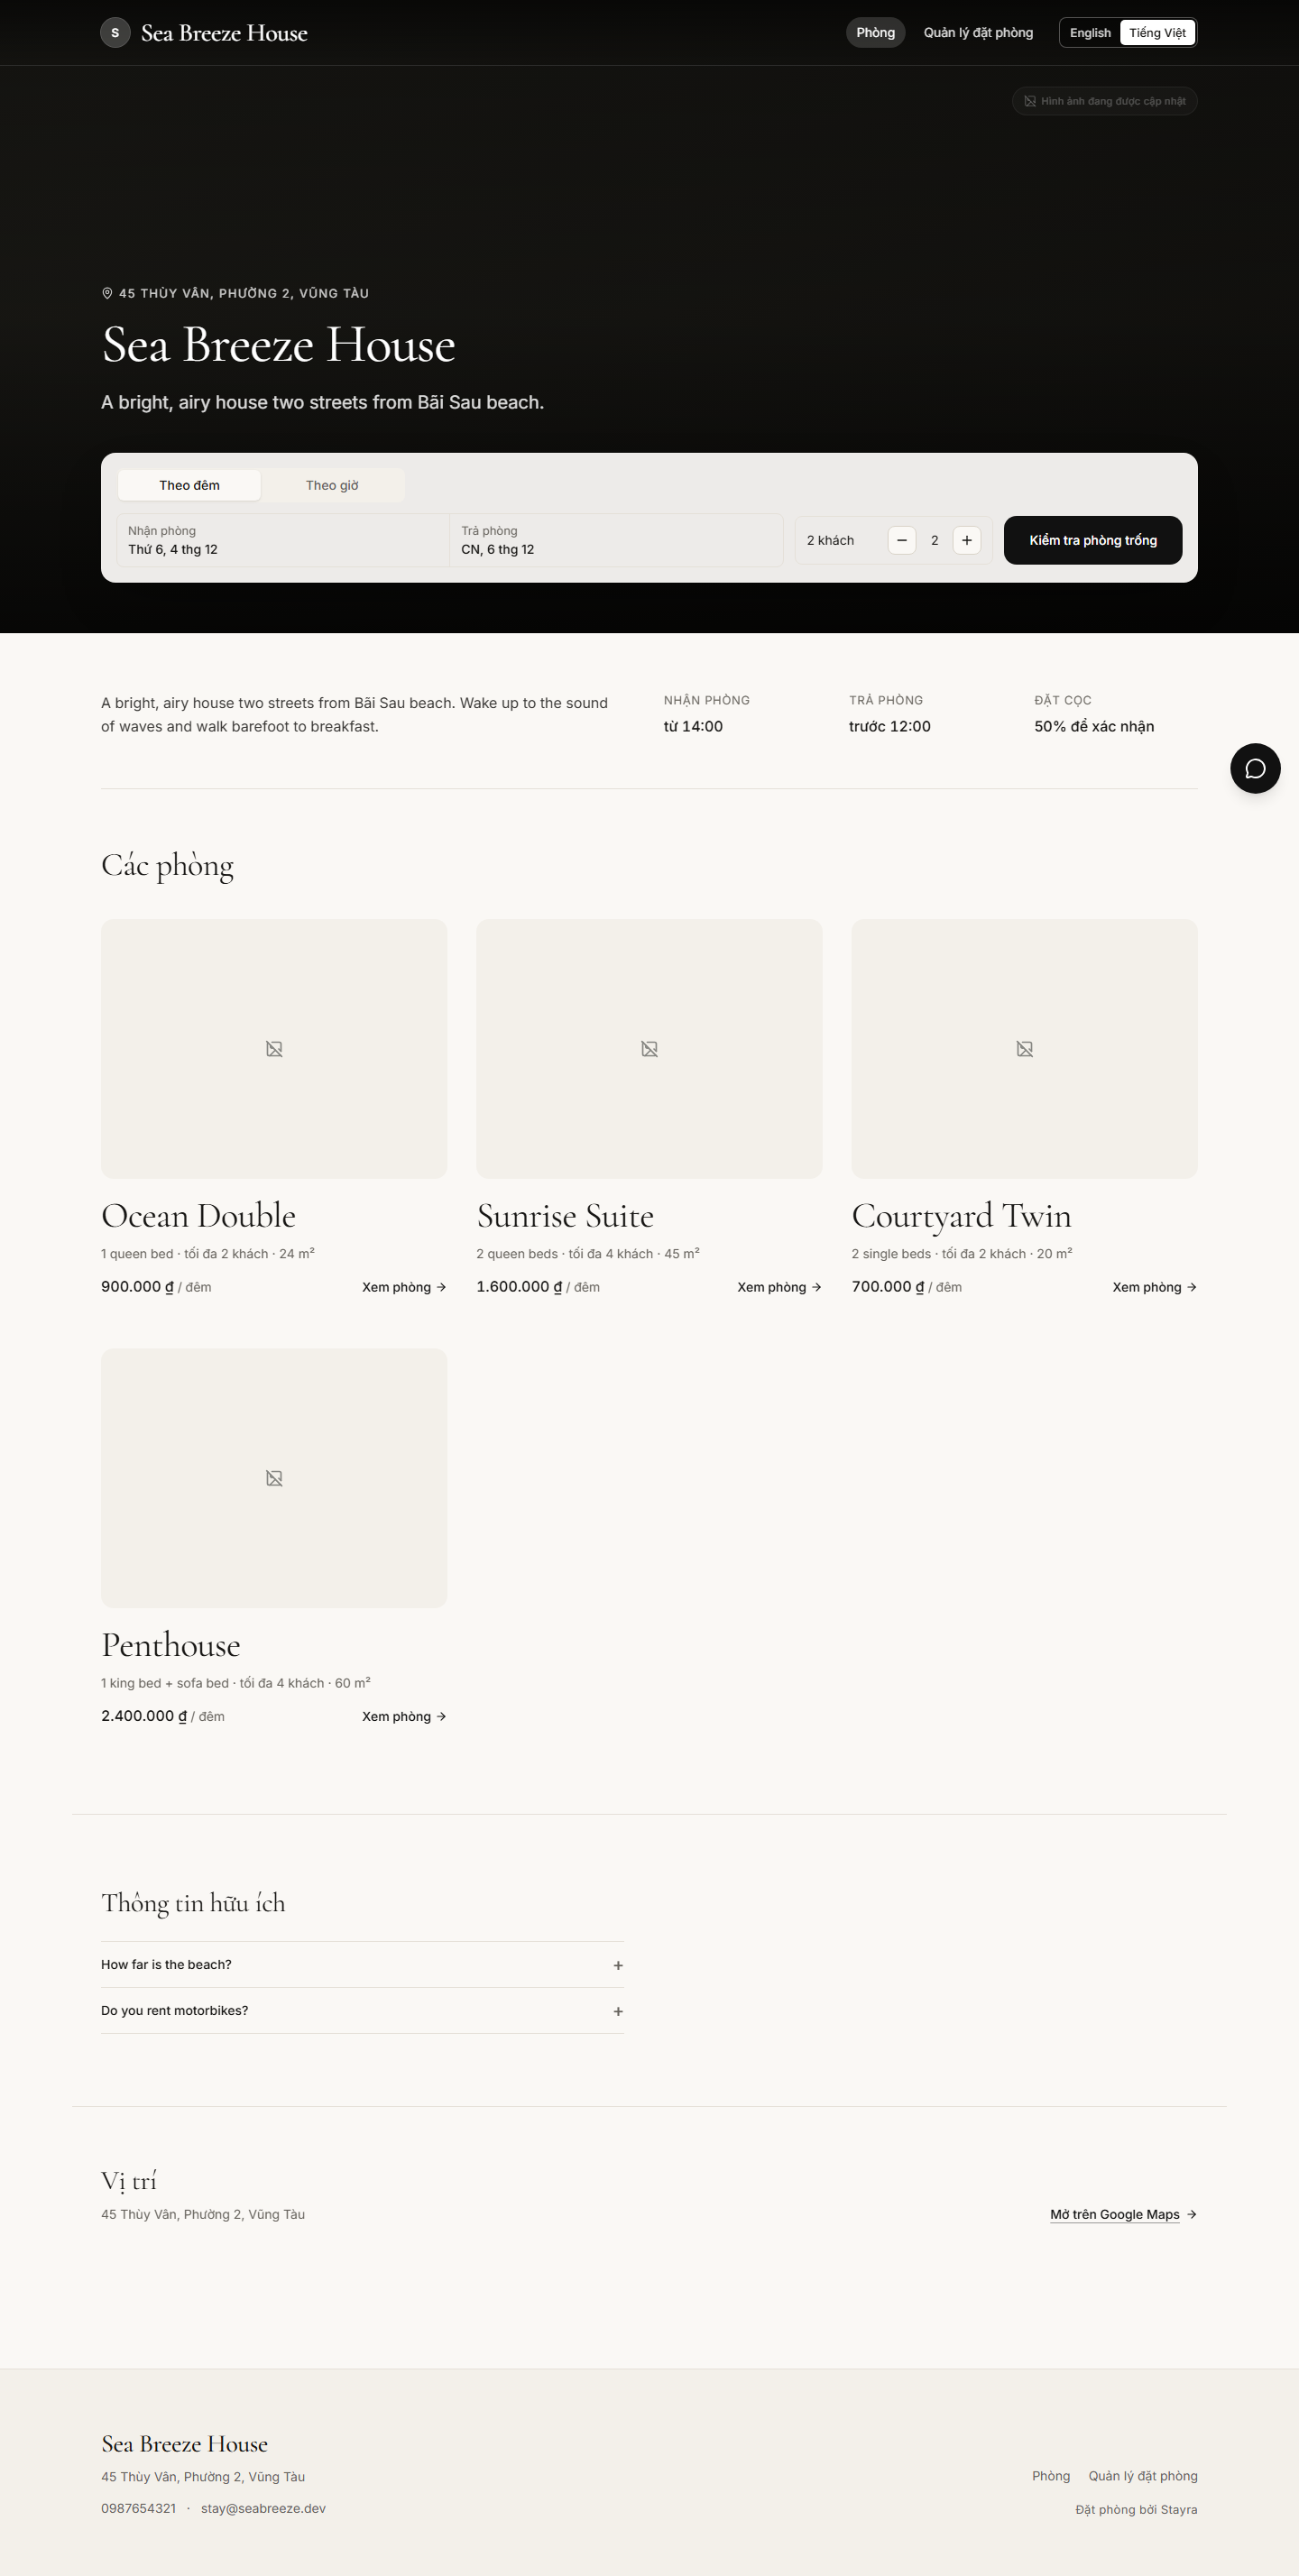 S Sea Breeze House
Phòng Quản lý đặt phòng English Tiếng Việt
Hình ảnh đang được cập nhật
45 THÙY VÂN, PHƯỜNG 2, VŨNG TÀU
Sea Breeze House
A bright, airy house two streets from Bãi Sau beach.
Theo đêm Theo giờ
Nhận phòng
Thứ 6, 4 thg 12
Trả phòng
CN, 6 thg 12
2 khách − 2 +
Kiểm tra phòng trống
A bright, airy house two streets from Bãi Sau beach. Wake up to the sound
of waves and walk barefoot to breakfast.
NHẬN PHÒNG
từ 14:00
TRẢ PHÒNG
trước 12:00
ĐẶT CỌC
50% để xác nhận
Các phòng
Ocean Double
1 queen bed · tối đa 2 khách · 24 m²
900.000 ₫ / đêm Xem phòng →
Sunrise Suite
2 queen beds · tối đa 4 khách · 45 m²
1.600.000 ₫ / đêm Xem phòng →
Courtyard Twin
2 single beds · tối đa 2 khách · 20 m²
700.000 ₫ / đêm Xem phòng →
Penthouse
1 king bed + sofa bed · tối đa 4 khách · 60 m²
2.400.000 ₫ / đêm Xem phòng →
Thông tin hữu ích
How far is the beach? +
Do you rent motorbikes? +
Vị trí
45 Thùy Vân, Phường 2, Vũng Tàu
Mở trên Google Maps →
Sea Breeze House
45 Thùy Vân, Phường 2, Vũng Tàu
0987654321 · stay@seabreeze.dev
Phòng Quản lý đặt phòng
Đặt phòng bởi Stayra